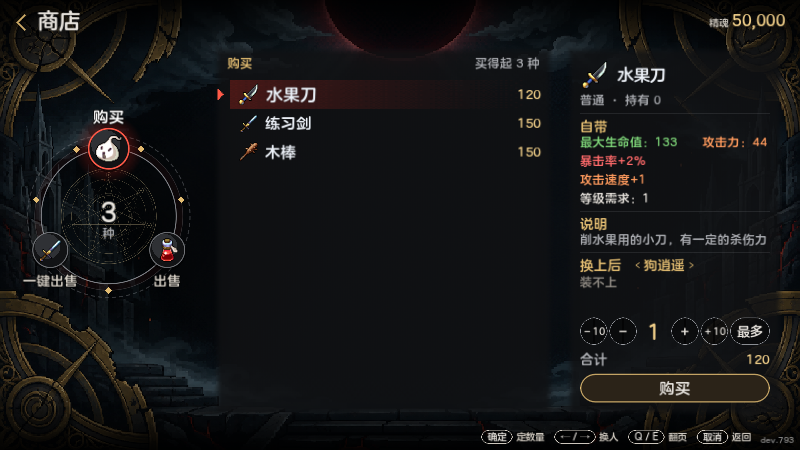 商店
精魂 50,000
购买
3
种
一键出售
出售
购买 买得起 3 种
水果刀 120
练习剑 150
木棒 150
水果刀
普通 · 持有 0
自带
最大生命值：133 攻击力：44
暴击率+2%
攻击速度+1
等级需求：1
说明
削水果用的小刀，有一定的杀伤力
换上后 ‹ 狗逍遥 ›
装不上
-10 − 1 + +10 最多
合计 120
购买
确定 定数量 ←/→ 换人 Q / E 翻页 取消 返回
dev.793